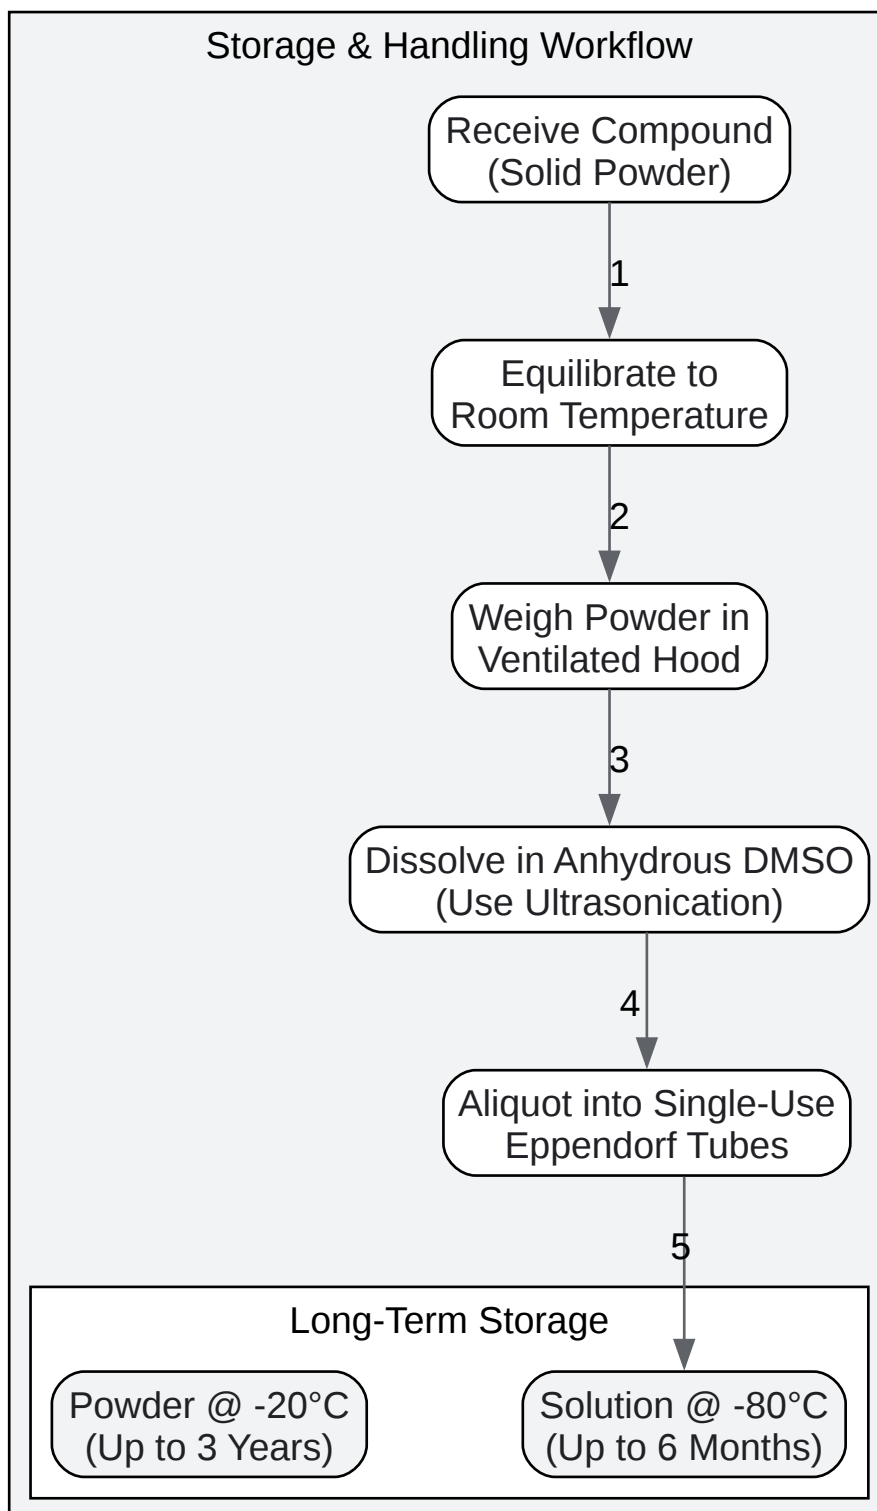 Storage & Handling Workflow
Receive Compound
(Solid Powder)
1
Equilibrate to
Room Temperature
2
Weigh Powder in
Ventilated Hood
3
Dissolve in Anhydrous DMSO
(Use Ultrasonication)
4
Aliquot into Single-Use
Eppendorf Tubes
5
Long-Term Storage
Powder @ -20°C
(Up to 3 Years)
Solution @ -80°C
(Up to 6 Months)